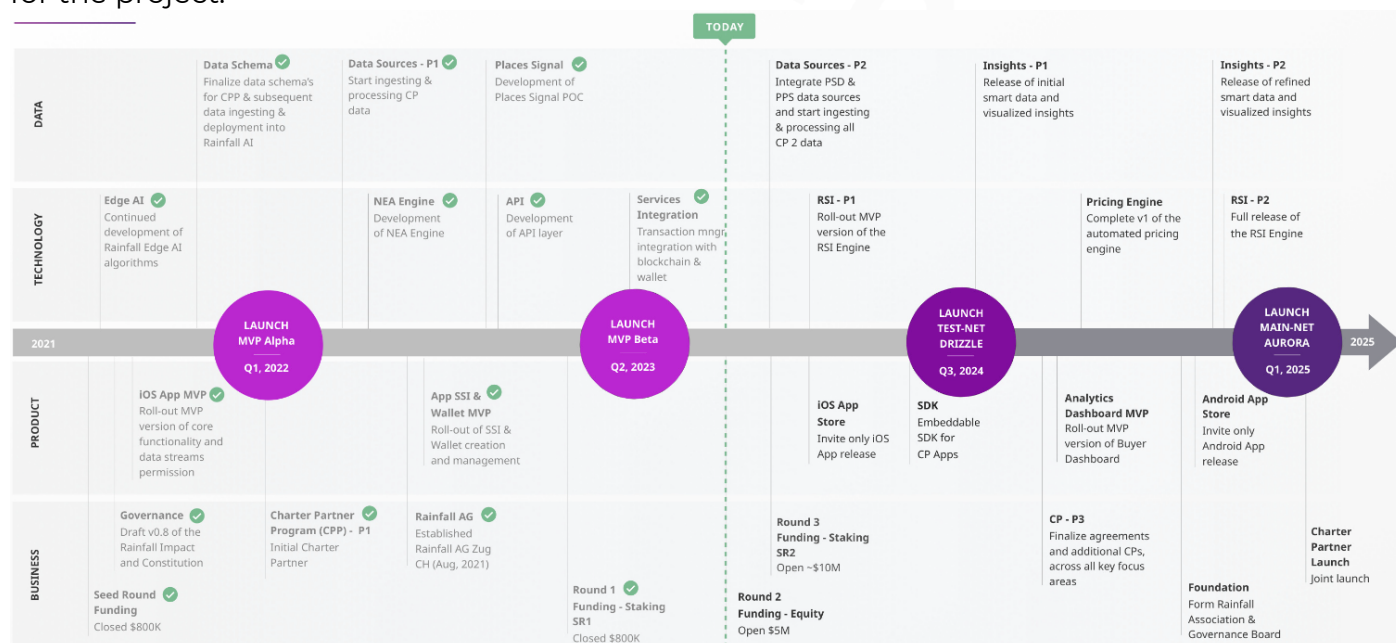 for the project.
TODAY
DATA
Data Schema
Finalize data schema's
for CPP & subsequent
data ingesting &
deployment into
Rainfall AI
Data Sources - P1
Start ingesting &
processing CP
data
Places Signal
Development of
Places Signal POC
Data Sources - P2
Integrate PSD &
PPS data sources
and start ingesting
& processing all
CP 2 data
Insights - P1
Release of initial
smart data and
visualized insights
Insights - P2
Release of refined
smart data and
visualized insights
TECHNOLOGY
Edge AI
Continued
development of
Rainfall Edge AI
algorithms
NEA Engine
Development
of NEA Engine
API
Development
of API layer
Services
Integration
Transaction mngr
integration with
blockchain &
wallet
RSI - P1
Roll-out MVP
version of the
RSI Engine
Pricing Engine
Complete v1 of the
automated pricing
engine
RSI - P2
Full release of
the RSI Engine
2021
LAUNCH
MVP Alpha
Q1, 2022
LAUNCH
MVP Beta
Q2, 2023
LAUNCH
TEST-NET
DRIZZLE
Q3, 2024
LAUNCH
MAIN-NET
AURORA
Q1, 2025
2025
PRODUCT
iOS App MVP
Roll-out MVP
version of core
functionality and
data streams
permission
App SSI &
Wallet MVP
Roll-out of SSI &
Wallet creation
and management
iOS App
Store
Invite only iOS
App release
SDK
Embeddable
SDK for
CP Apps
Analytics
Dashboard MVP
Roll-out MVP
version of Buyer
Dashboard
Android App
Store
Invite only
Android App
release
BUSINESS
Governance
Draft v0.8 of the
Rainfall Impact
and Constitution
Seed Round
Funding
Closed $800K
Charter Partner
Program (CPP) - P1
Initial Charter
Partner
Rainfall AG
Established
Rainfall AG Zug
CH (Aug, 2021)
Round 1
Funding - Staking
SR1
Closed $800K
Round 2
Funding - Equity
Open $5M
Round 3
Funding - Staking
SR2
Open ~$10M
CP - P3
Finalize agreements
and additional CPs,
across all key focus
areas
Foundation
Form Rainfall
Association &
Governance Board
Charter
Partner
Launch
Joint launch